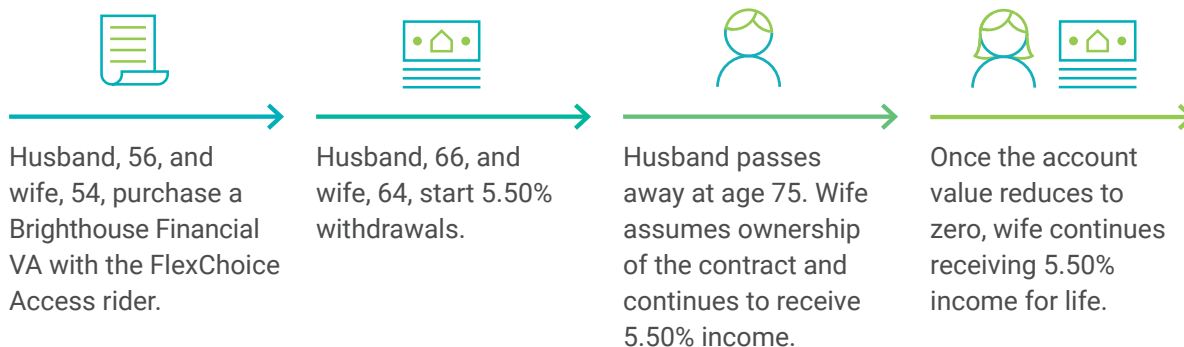 Husband, 56, and
wife, 54, purchase a
Brighthouse Financial
VA with the FlexChoice
Access rider.
Husband, 66, and
wife, 64, start 5.50%
withdrawals.
Husband passes
away at age 75. Wife
assumes ownership
of the contract and
continues to receive
5.50% income.
Once the account
value reduces to
zero, wife continues
receiving 5.50%
income for life.